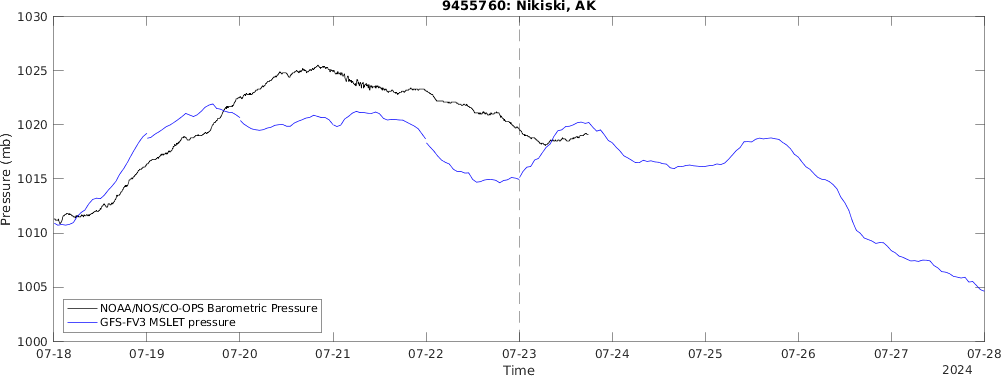 9455760: Nikiski, AK
1030
1025
1020
1015
1010
1005
1000
Pressure (mb)
NOAA/NOS/CO-OPS Barometric Pressure
GFS-FV3 MSLET pressure
07-18 07-19 07-20 07-21 07-22 07-23 07-24 07-25 07-26 07-27 07-28
Time
2024